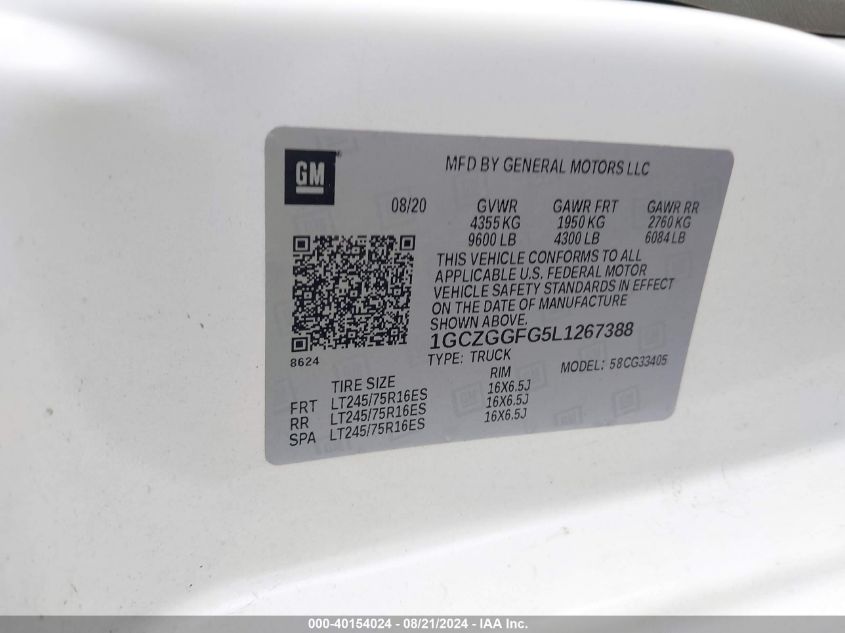 GM
MFD BY GENERAL MOTORS LLC
08/20 GVWR GAWR FRT GAWR RR
4355 KG 1950 KG 2760 KG
9600 LB 4300 LB 6084 LB
THIS VEHICLE CONFORMS TO ALL
APPLICABLE U.S. FEDERAL MOTOR
VEHICLE SAFETY STANDARDS IN EFFECT
ON THE DATE OF MANUFACTURE
SHOWN ABOVE.
1GCZGGFG5L1267388
8624
TYPE: TRUCK MODEL: 58CG33405
TIRE SIZE RIM
FRT LT245/75R16ES 16X6.5J
RR LT245/75R16ES 16X6.5J
SPA LT245/75R16ES 16X6.5J
000-40154024 - 08/21/2024 - IAA Inc.